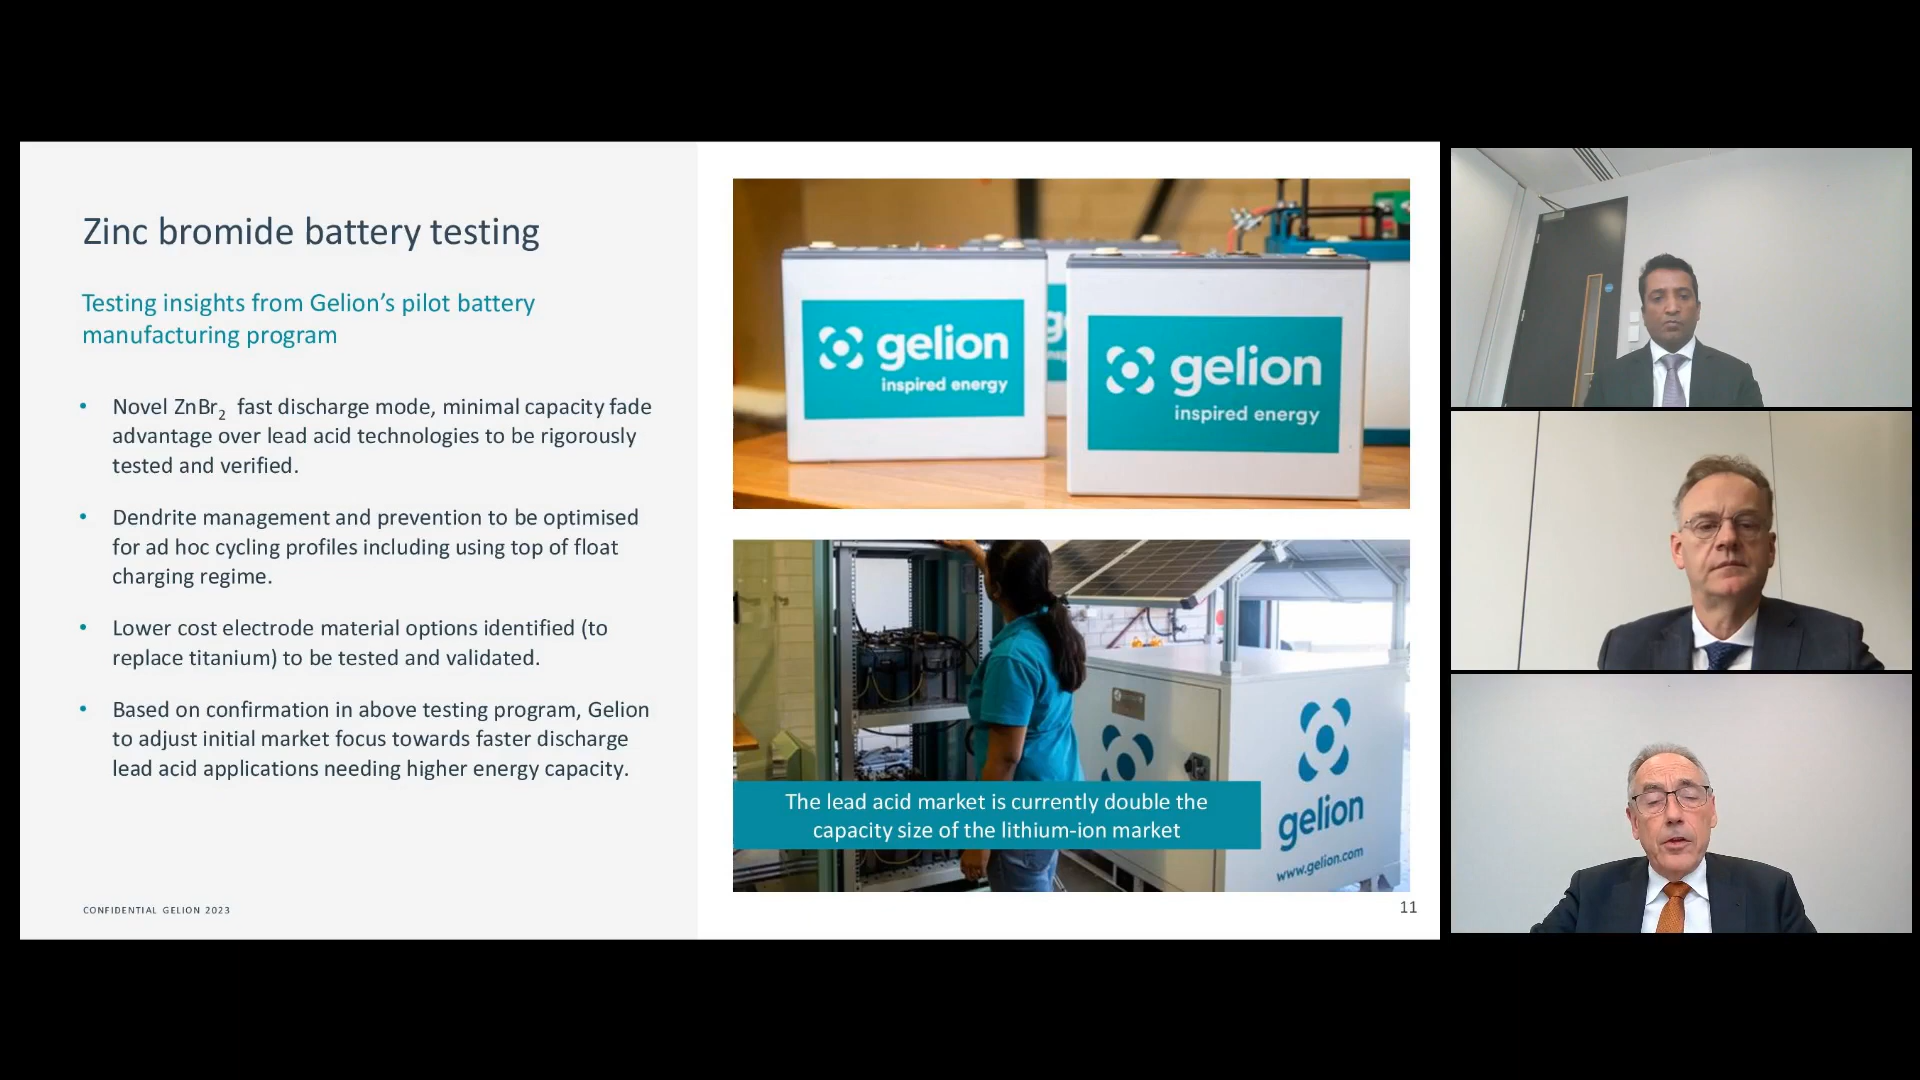 Zinc bromide battery testing
Testing insights from Gelion’s pilot battery
manufacturing program
• Novel ZnBr₂ fast discharge mode, minimal capacity fade
advantage over lead acid technologies to be rigorously
tested and verified.
• Dendrite management and prevention to be optimised
for ad hoc cycling profiles including using top of float
charging regime.
• Lower cost electrode material options identified (to
replace titanium) to be tested and validated.
• Based on confirmation in above testing program, Gelion
to adjust initial market focus towards faster discharge
lead acid applications needing higher energy capacity.
CONFIDENTIAL GELION 2023
gelion
inspired energy
gelion
inspired energy
The lead acid market is currently double the
capacity size of the lithium-ion market
gelion
www.gelion.com
11